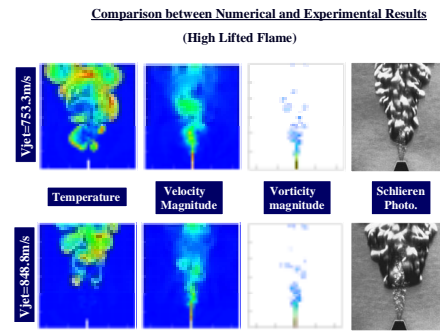 Comparison between Numerical and Experimental Results
(High Lifted Flame)
Vjet=753.3m/s
Temperature
Velocity
Magnitude
Vorticity
magnitude
Schlieren
Photo.
Vjet=848.8m/s